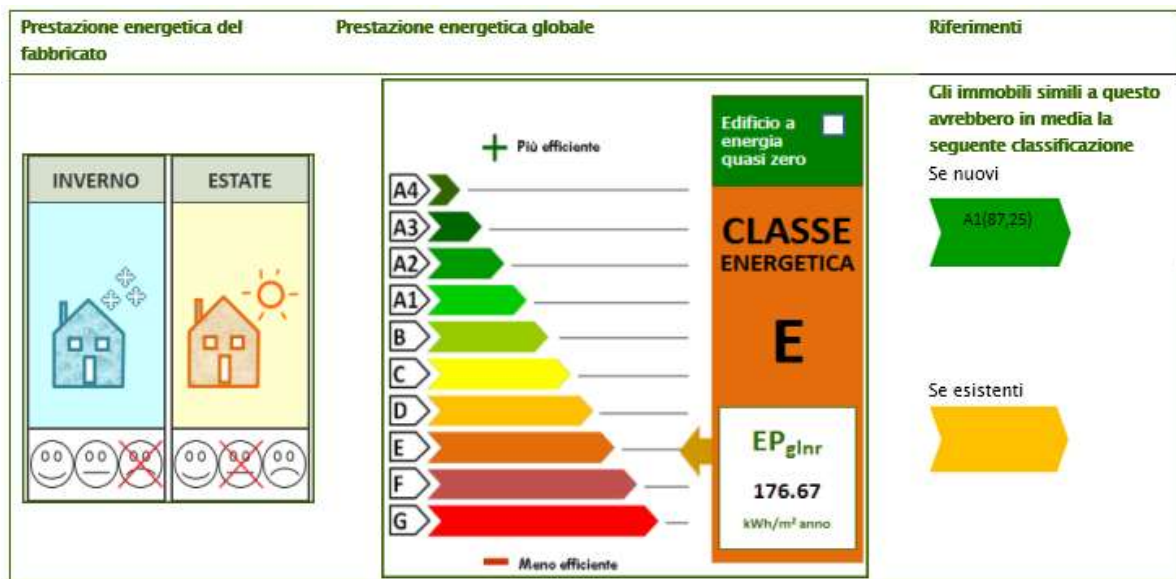 Prestazione energetica del
fabbricato
Prestazione energetica globale
Riferimenti
INVERNO
ESTATE
Più efficiente
A4
A3
A2
A1
B
C
D
E
F
G
Meno efficiente
Edificio a
energia
quasi zero
CLASSE
ENERGETICA
E
EPglnr
176.67
kWh/m² anno
Gli immobili simili a questo
avrebbero in media la
seguente classificazione
Se nuovi
A1(87,25)
Se esistenti